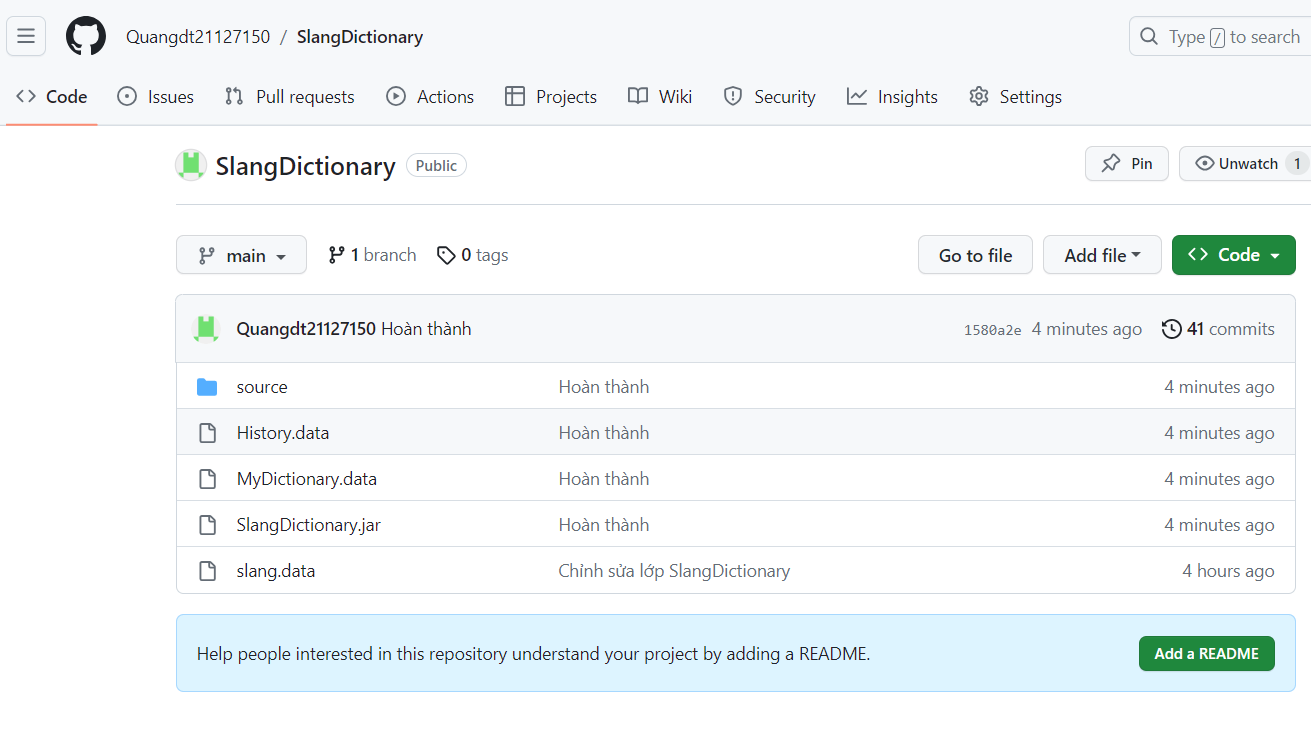 Quangdt21127150 / SlangDictionary
Type / to search
Code Issues Pull requests Actions Projects Wiki Security Insights Settings
SlangDictionary Public
Pin Unwatch 1
main 1 branch 0 tags Go to file Add file Code
Quangdt21127150 Hoàn thành 1580a2e 4 minutes ago 41 commits
source Hoàn thành 4 minutes ago
History.data Hoàn thành 4 minutes ago
MyDictionary.data Hoàn thành 4 minutes ago
SlangDictionary.jar Hoàn thành 4 minutes ago
slang.data Chỉnh sửa lớp SlangDictionary 4 hours ago
Help people interested in this repository understand your project by adding a README. Add a README